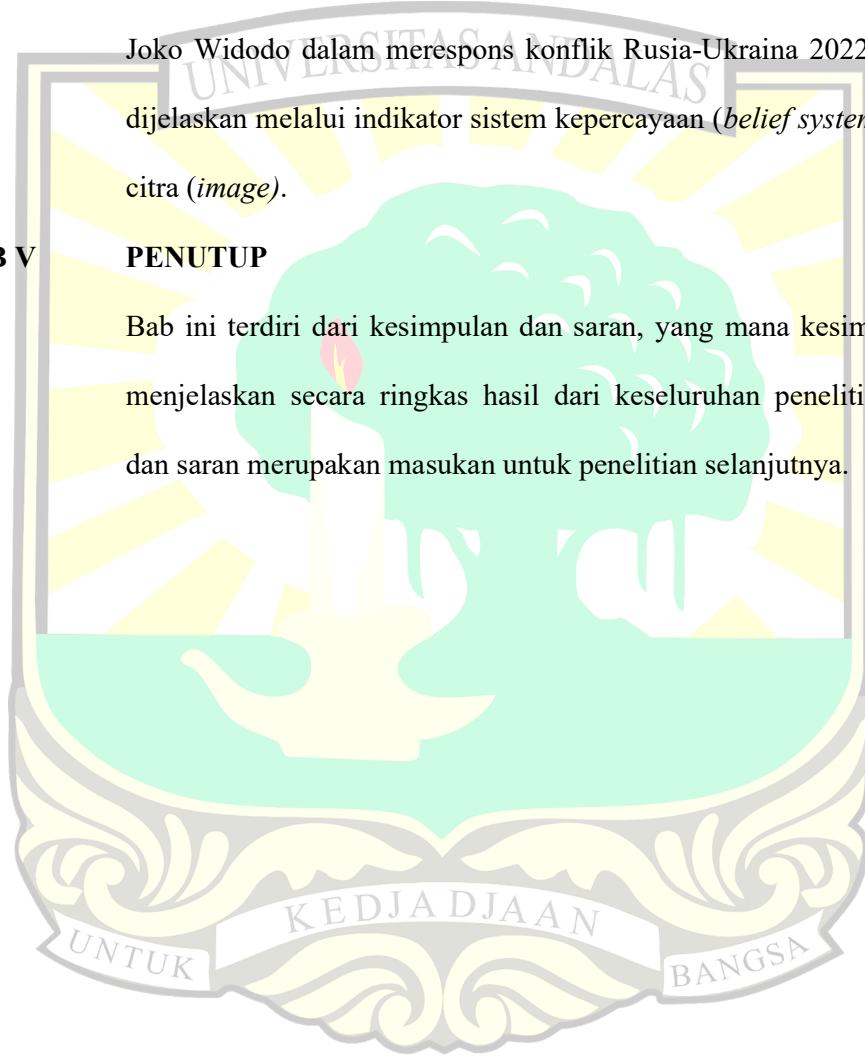 Joko Widodo dalam merespons konflik Rusia-Ukraina 2022
UNIVERSITAS ANDALAS
dijelaskan melalui indikator sistem kepercayaan (belief system
citra (image).
V PENUTUP
Bab ini terdiri dari kesimpulan dan saran, yang mana
menjelaskan secara ringkas hasil dari keseluruhan
dan saran merupakan masukan untuk penelitian selanjutnya.
KEDJADJAAN
UNTUK BANGSA